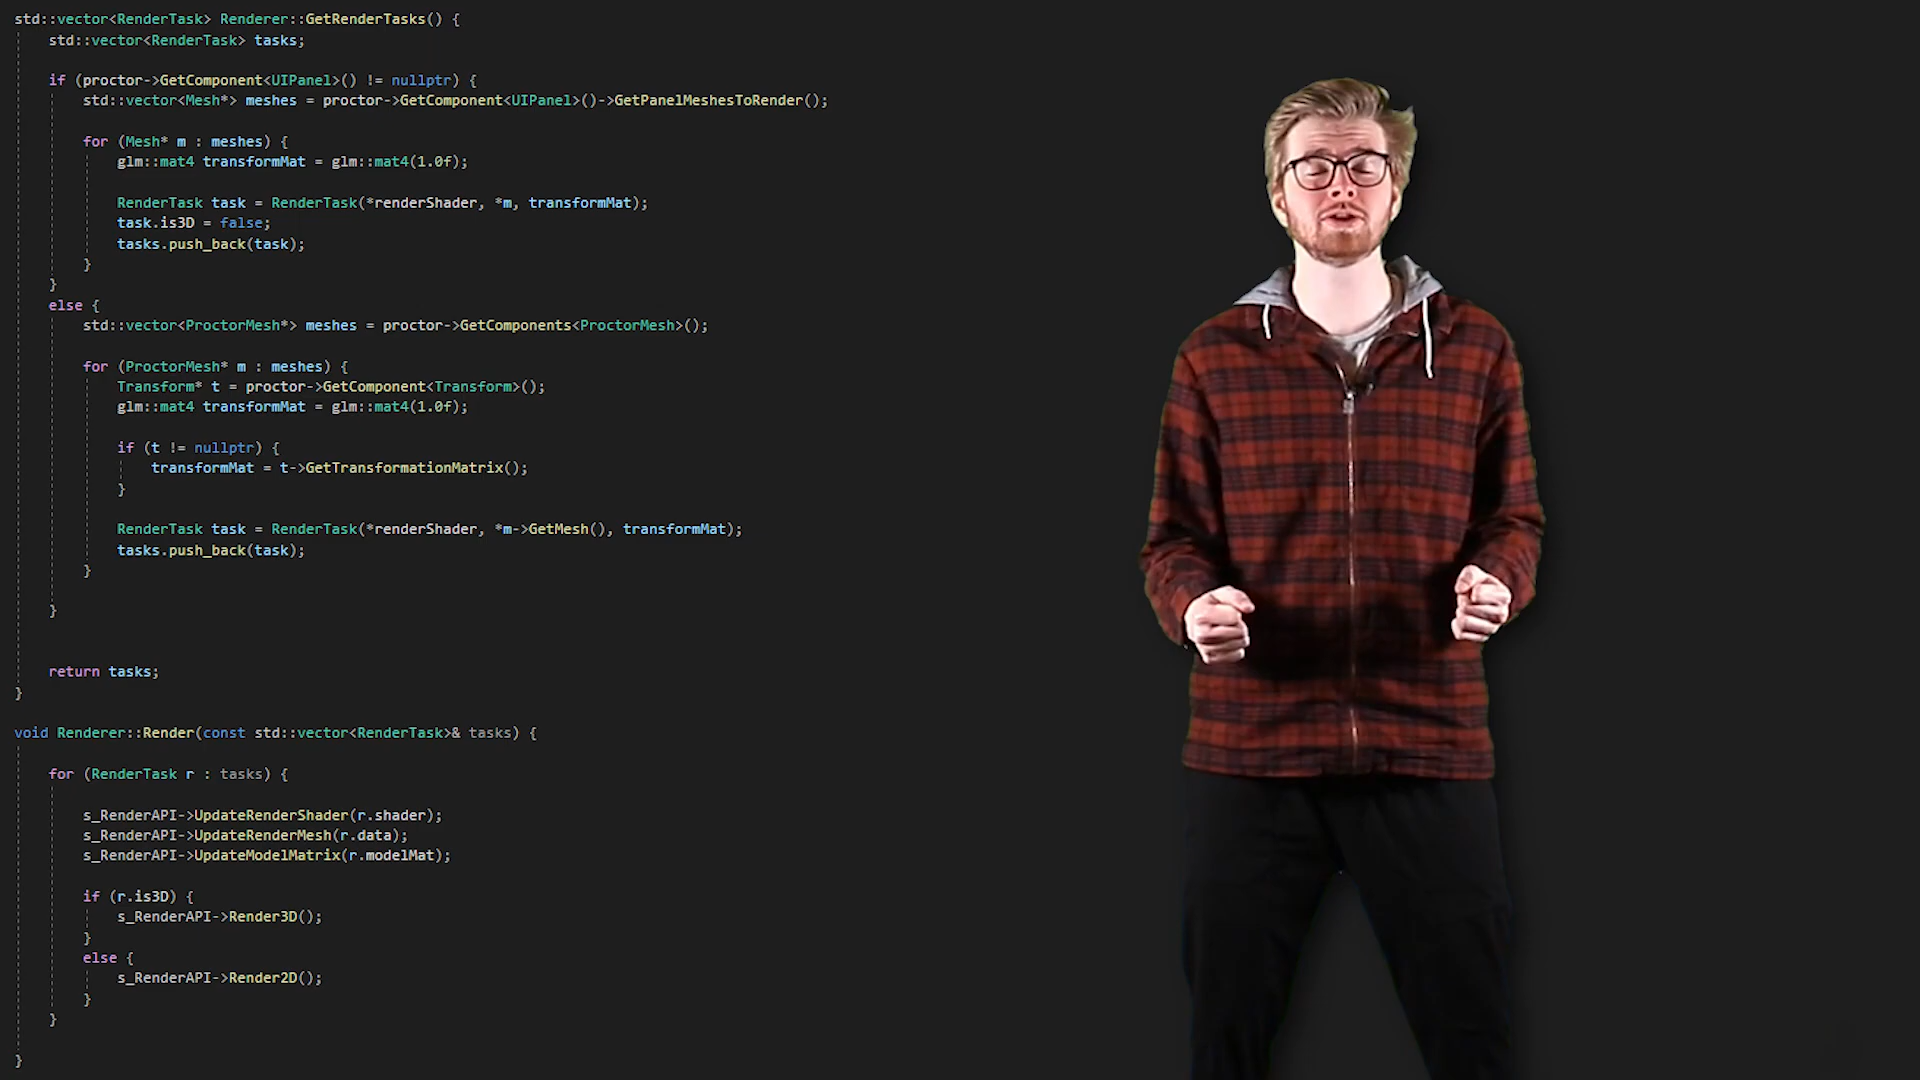 std::vector<RenderTask> Renderer::GetRenderTasks() {
std::vector<RenderTask> tasks;
if (proctor->GetComponent<UIPanel>() != nullptr) {
std::vector<Mesh*> meshes = proctor->GetComponent<UIPanel>()->GetPanelMeshesToRender();
for (Mesh* m : meshes) {
glm::mat4 transformMat = glm::mat4(1.0f);
RenderTask task = RenderTask(*renderShader, *m, transformMat);
task.is3D = false;
tasks.push_back(task);
}
}
else {
std::vector<ProctorMesh*> meshes = proctor->GetComponents<ProctorMesh>();
for (ProctorMesh* m : meshes) {
Transform* t = proctor->GetComponent<Transform>();
glm::mat4 transformMat = glm::mat4(1.0f);
if (t != nullptr) {
transformMat = t->GetTransformationMatrix();
}
RenderTask task = RenderTask(*renderShader, *m->GetMesh(), transformMat);
tasks.push_back(task);
}
}
return tasks;
}
void Renderer::Render(const std::vector<RenderTask>& tasks) {
for (RenderTask r : tasks) {
s_RenderAPI->UpdateRenderShader(r.shader);
s_RenderAPI->UpdateRenderMesh(r.data);
s_RenderAPI->UpdateModelMatrix(r.modelMat);
if (r.is3D) {
s_RenderAPI->Render3D();
}
else {
s_RenderAPI->Render2D();
}
}
}